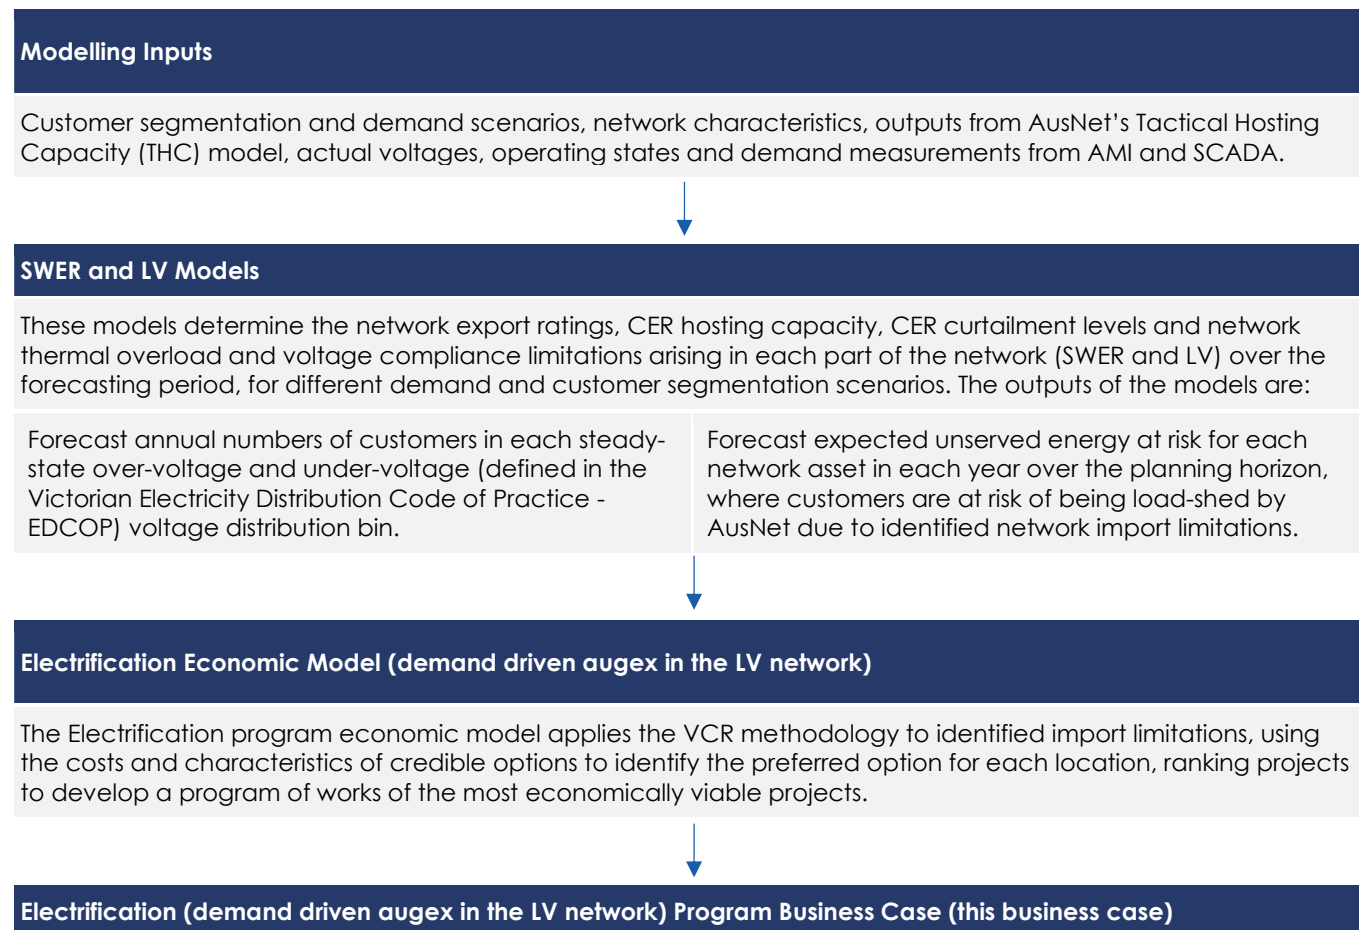 Modelling Inputs
Customer segmentation and demand scenarios, network characteristics, outputs from AusNet's Tactical Hosting
Capacity (THC) model, actual voltages, operating states and demand measurements from AMI and SCADA.
SWER and LV Models
These models determine the network export ratings, CER hosting capacity, CER curtailment levels and network
thermal overload and voltage compliance limitations arising in each part of the network (SWER and LV) over the
forecasting period, for different demand and customer segmentation scenarios. The outputs of the models are:
Forecast annual numbers of customers in each steady-
state over-voltage and under-voltage (defined in the
Victorian Electricity Distribution Code of Practice -
EDCOP) voltage distribution bin.
Forecast expected unserved energy at risk for each
network asset in each year over the planning horizon,
where customers are at risk of being load-shed by
AusNet due to identified network import limitations.
Electrification Economic Model (demand driven augex in the LV network)
The Electrification program economic model applies the VCR methodology to identified import limitations, using
the costs and characteristics of credible options to identify the preferred option for each location, ranking projects
to develop a program of works of the most economically viable projects.
Electrification (demand driven augex in the LV network) Program Business Case (this business case)